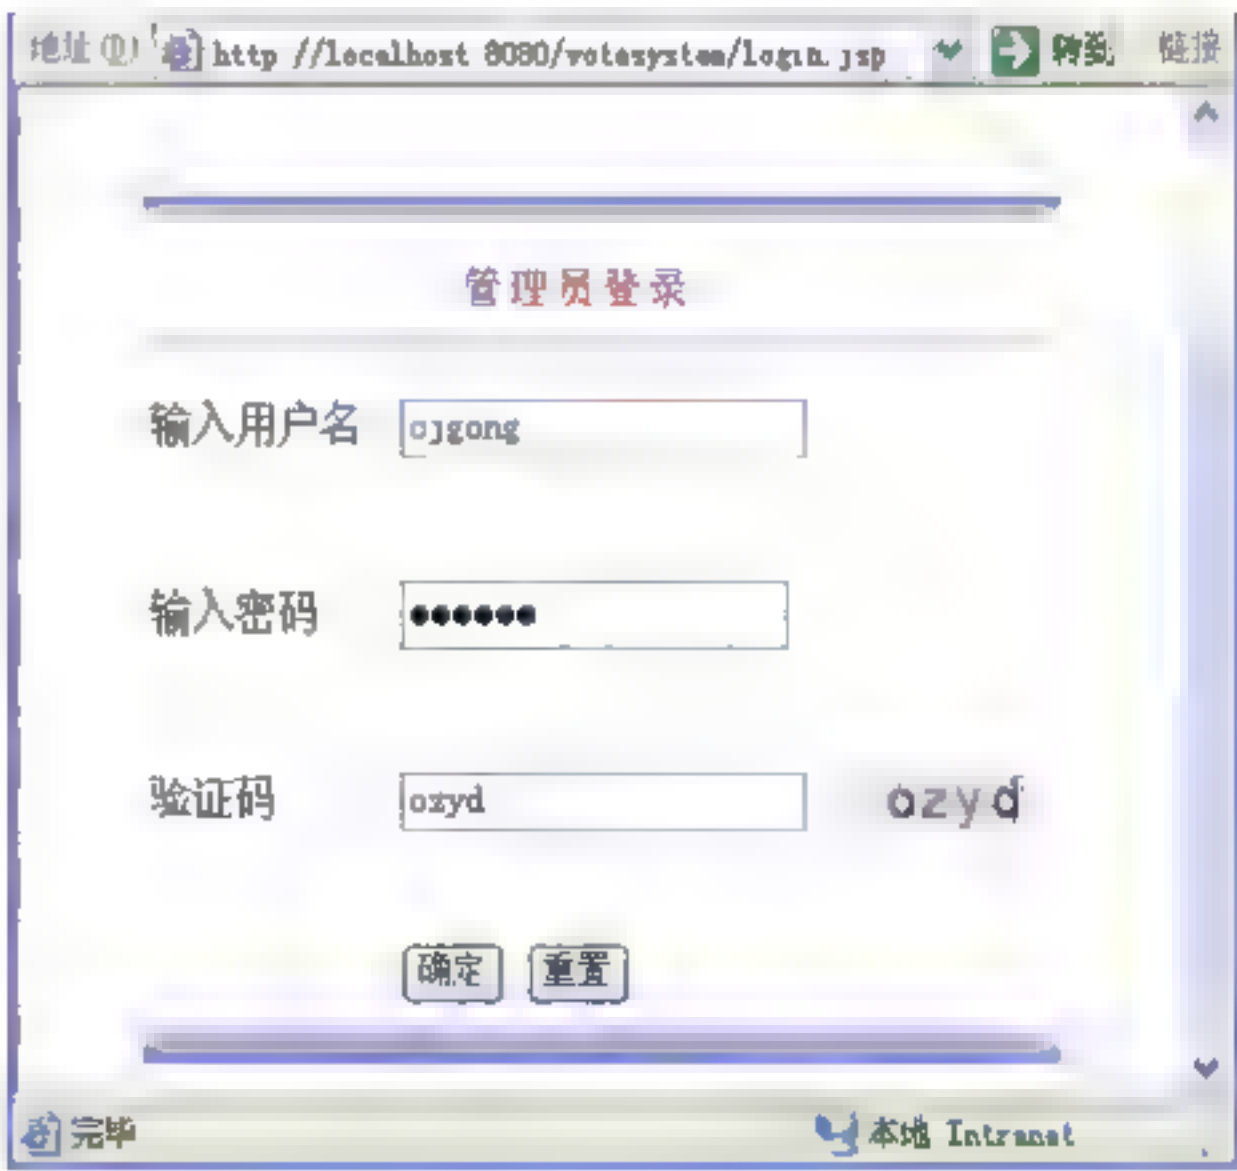 地址(D) http://localhost:8080/votesystem/login.jsp 转到 链接
管理员登录
输入用户名 cjgong
输入密码 ●●●●●●
验证码 ozyd ozyd
确定 重置
完毕 本地 Intranet